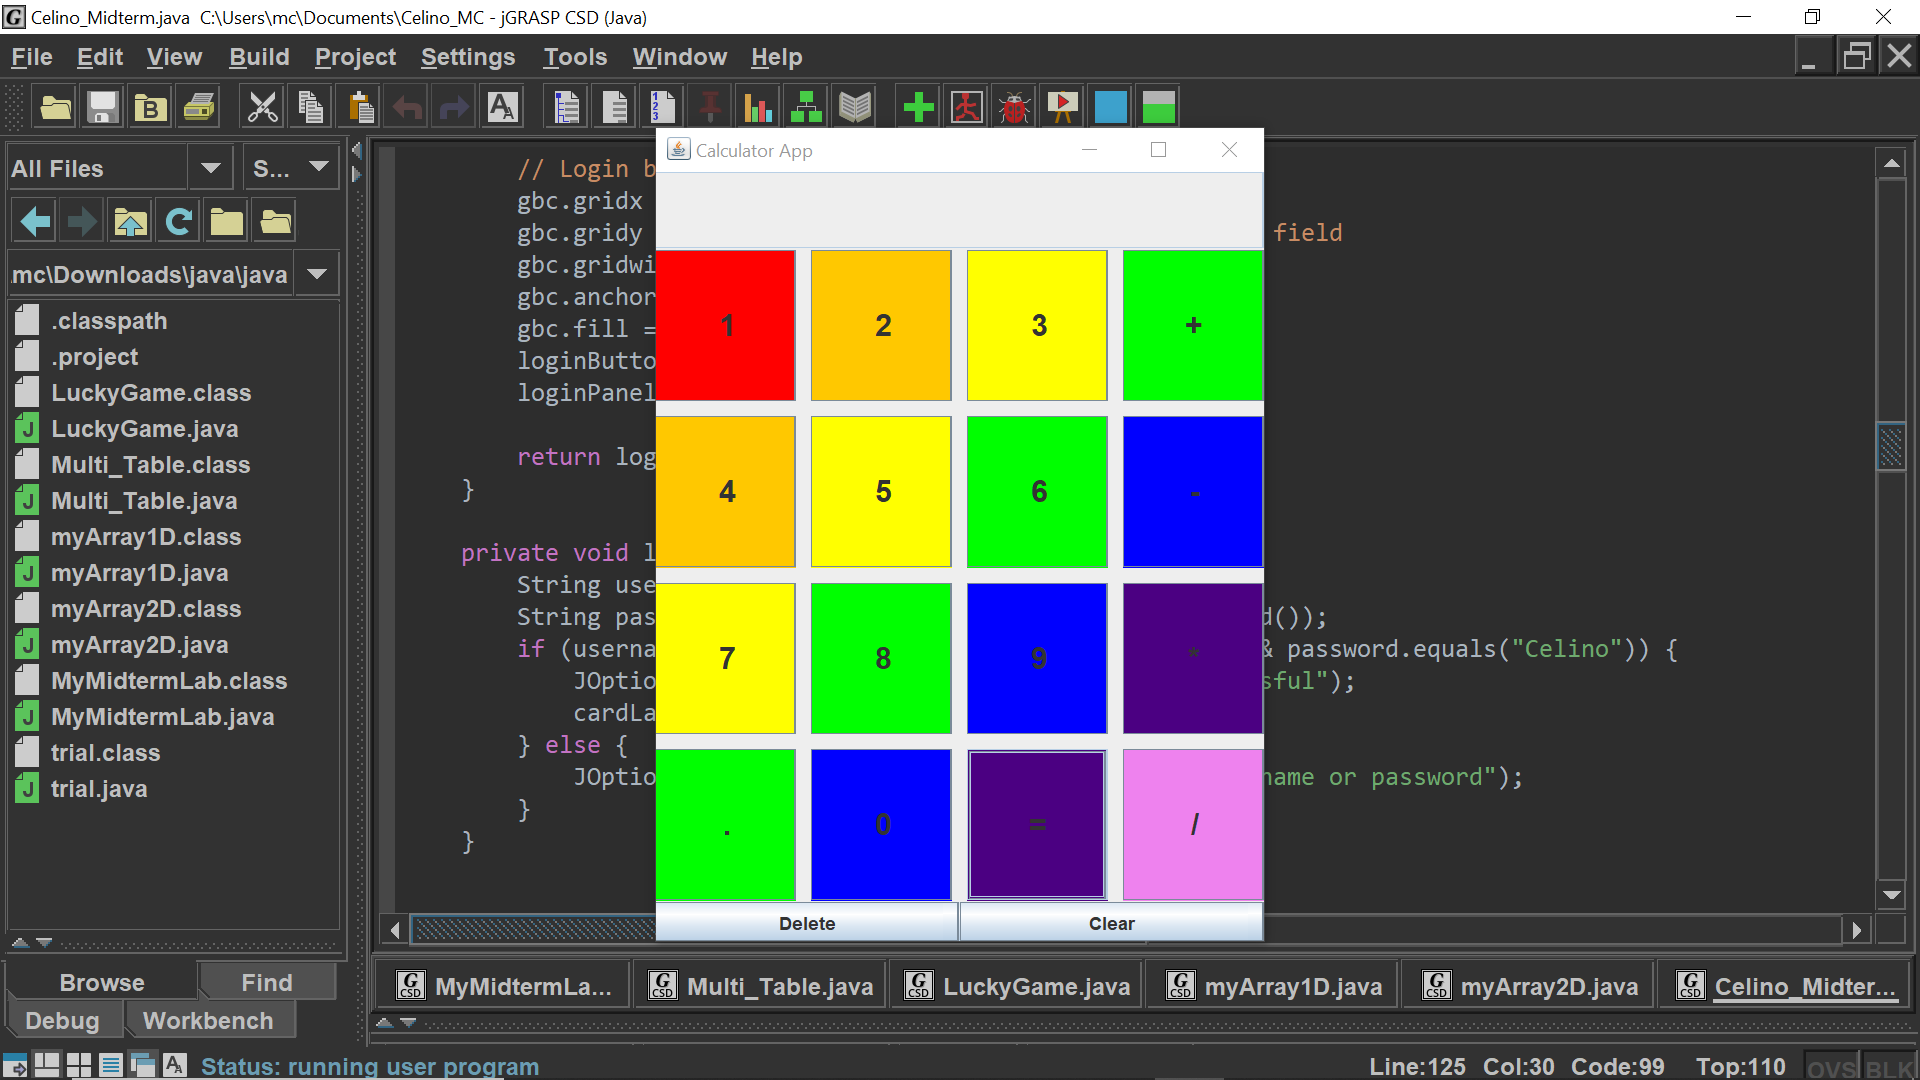 Celino_Midterm.java  C:\Users\mc\Documents\Celino_MC - jGRASP CSD (Java)
File Edit View Build Project Settings Tools Window Help
All Files
S...
mc\Downloads\java\java
.classpath
.project
LuckyGame.class
LuckyGame.java
Multi_Table.class
Multi_Table.java
myArray1D.class
myArray1D.java
myArray2D.class
myArray2D.java
MyMidtermLab.class
MyMidtermLab.java
trial.class
trial.java
Browse Find
Debug Workbench
// Login b
gbc.gridx
gbc.gridy field
gbc.gridwi
gbc.anchor
gbc.fill =
loginButto
loginPanel
return log
}
private void l
String use
String pas d());
if (userna & password.equals("Celino")) {
JOptio sful");
cardLa
} else {
JOptio name or password");
}
}
Calculator App
1 2 3 +
4 5 6 -
7 8 9 *
. 0 = /
Delete Clear
MyMidtermLa... Multi_Table.java LuckyGame.java myArray1D.java myArray2D.java Celino_Midter...
Status: running user program
Line:125 Col:30 Code:99 Top:110 OVS BLK